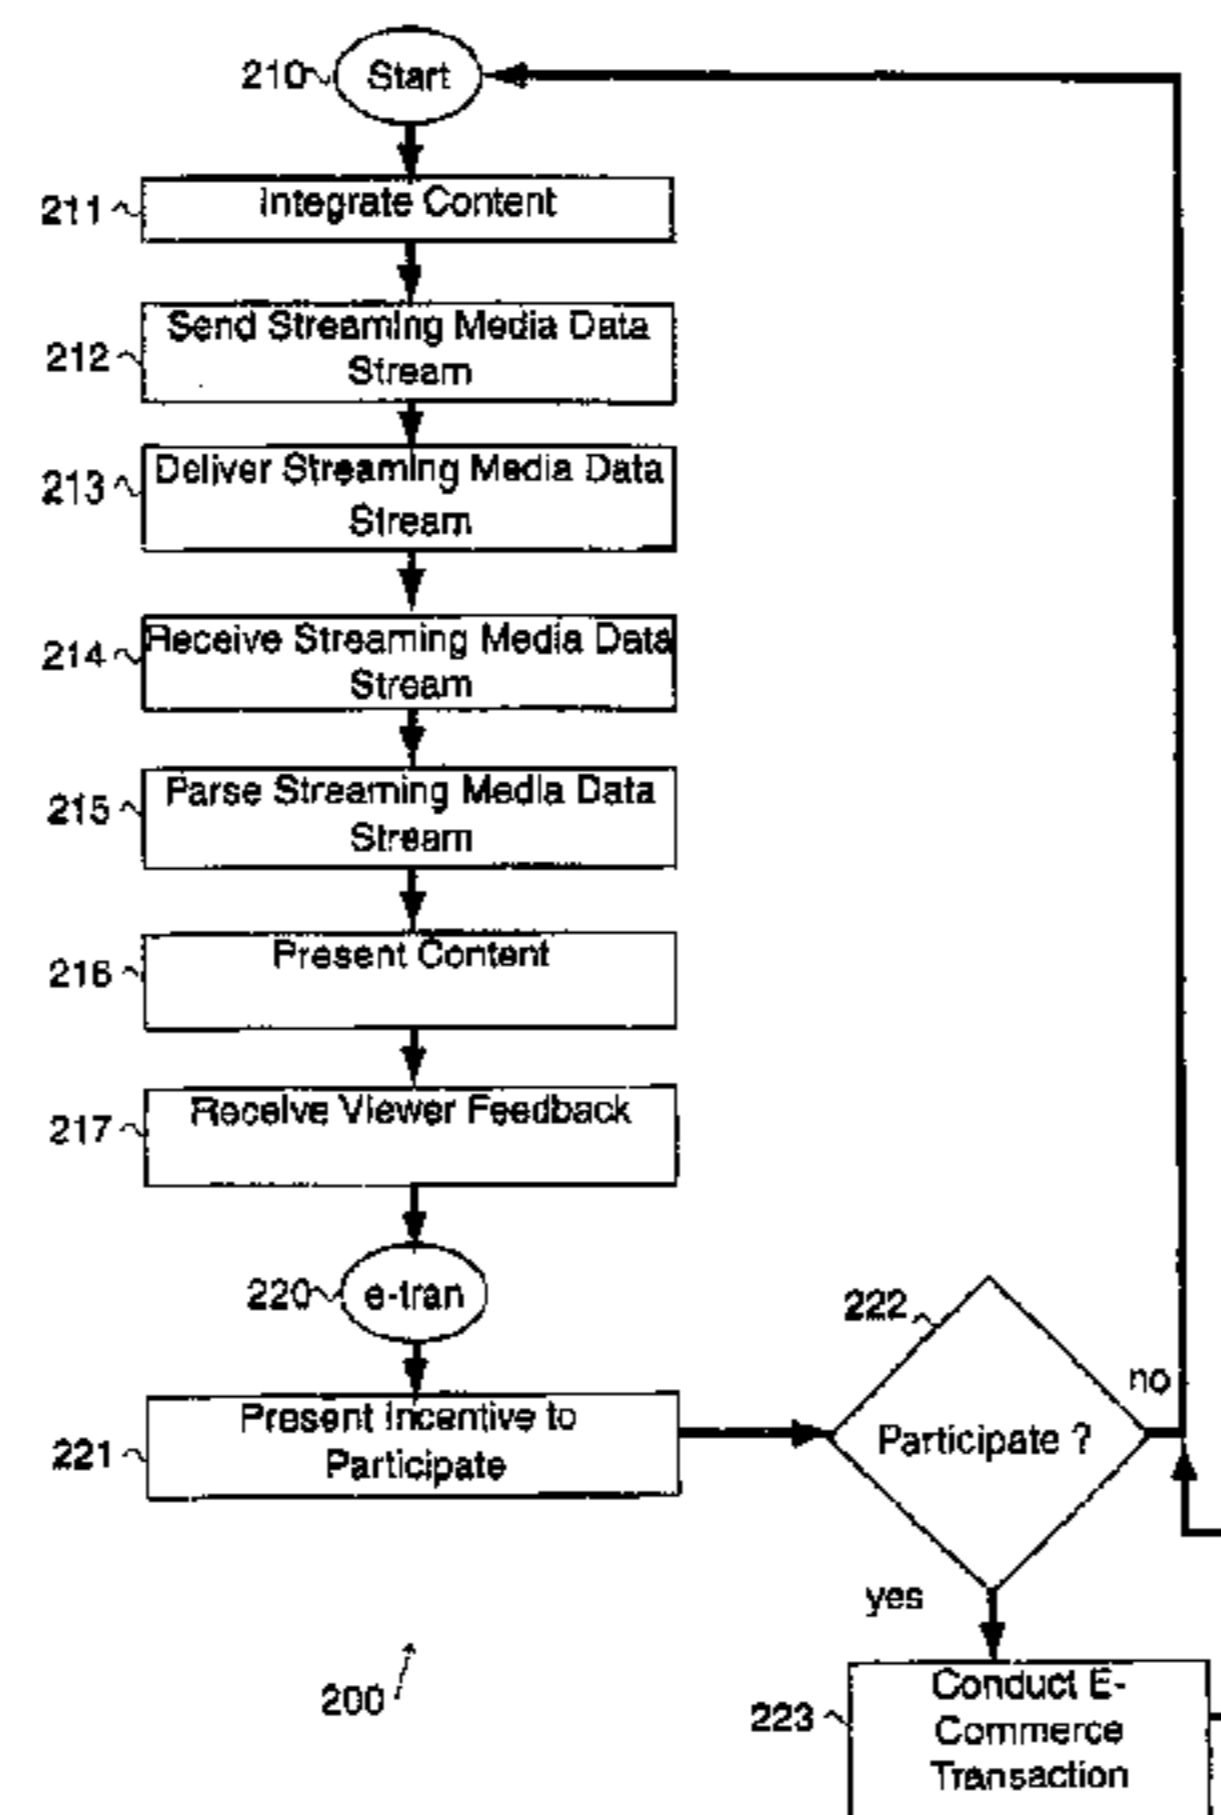 210 Start
211 Integrate Content
212 Send Streaming Media Data
Stream
213 Deliver Streaming Media Data
Stream
214 Receive Streaming Media Data
Stream
215 Parse Streaming Media Data
Stream
216 Present Content
217 Receive Viewer Feedback
220 e-tran
221 Present Incentive to
Participate
222
Participate ?
no
yes
223 Conduct E-
Commerce
Transaction
200